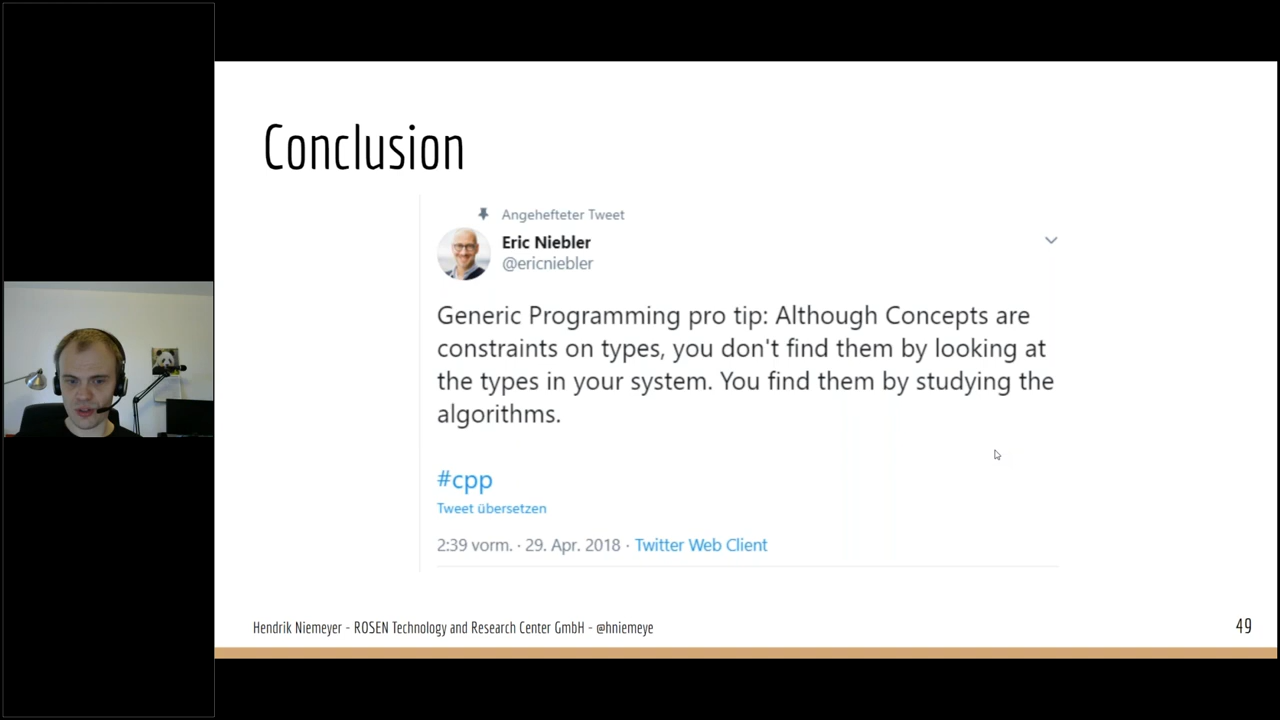 Conclusion
Angehefteter Tweet
Eric Niebler
@ericniebler
Generic Programming pro tip: Although Concepts are
constraints on types, you don't find them by looking at
the types in your system. You find them by studying the
algorithms.
#cpp
Tweet übersetzen
2:39 vorm. · 29. Apr. 2018 · Twitter Web Client
Hendrik Niemeyer - ROSEN Technology and Research Center GmbH - @hniemeye
49